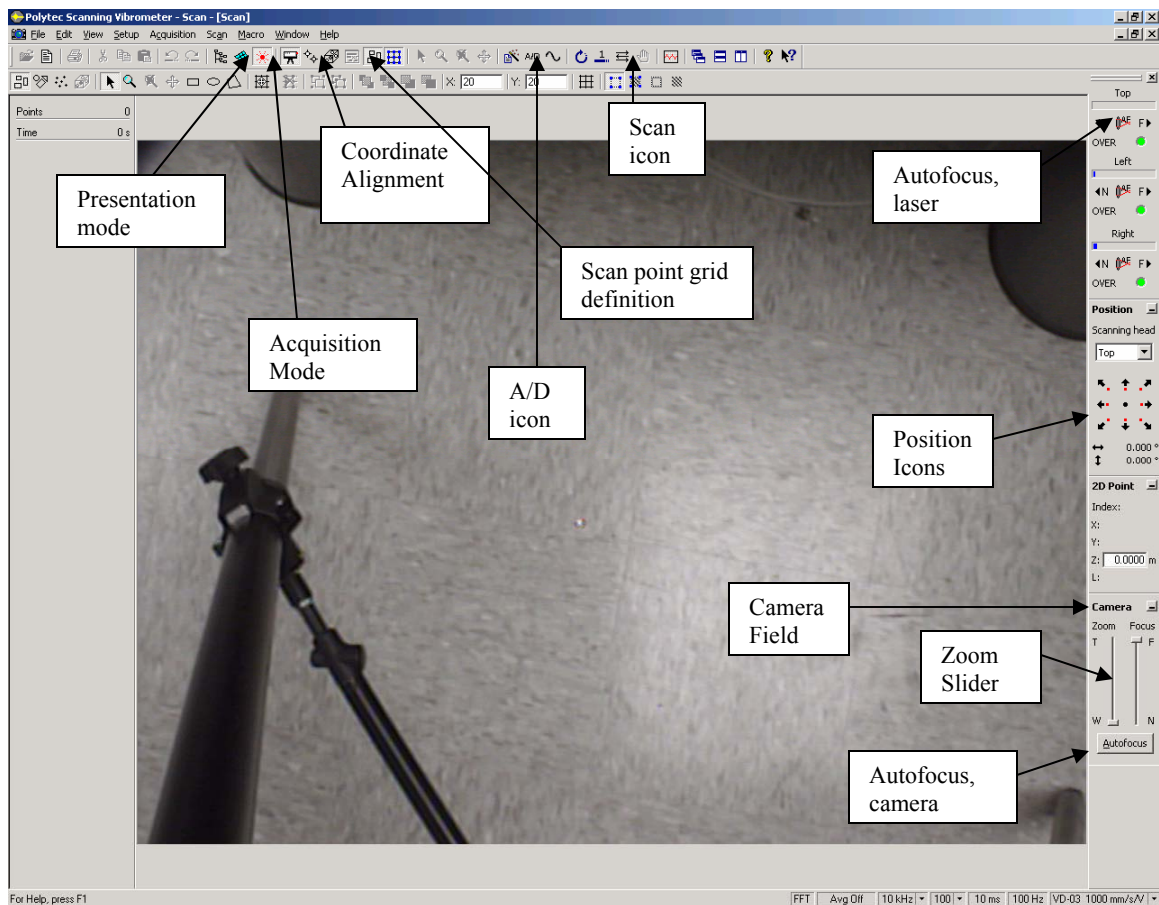 Polytec Scanning Vibrometer - Scan - [Scan]
File Edit View Setup Acquisition Scan Macro Window Help
A/D
1
X: 20 Y: 20
Points 0
Time 0 s
Presentation
mode
Coordinate
Alignment
Scan
icon
Autofocus,
laser
Acquisition
Mode
Scan point grid
definition
A/D
icon
Position
Icons
Camera
Field
Zoom
Slider
Autofocus,
camera
Top
AE F
OVER
Left
N AE F
OVER
Right
N AE F
OVER
Position
Scanning head
Top
0.000 °
0.000 °
2D Point
Index:
X:
Y:
Z: 0.0000 m
L:
Camera
Zoom Focus
T F
W N
Autofocus
For Help, press F1
FFT Avg Off 10 kHz 100 10 ms 100 Hz VD-03 1000 mm/s/V